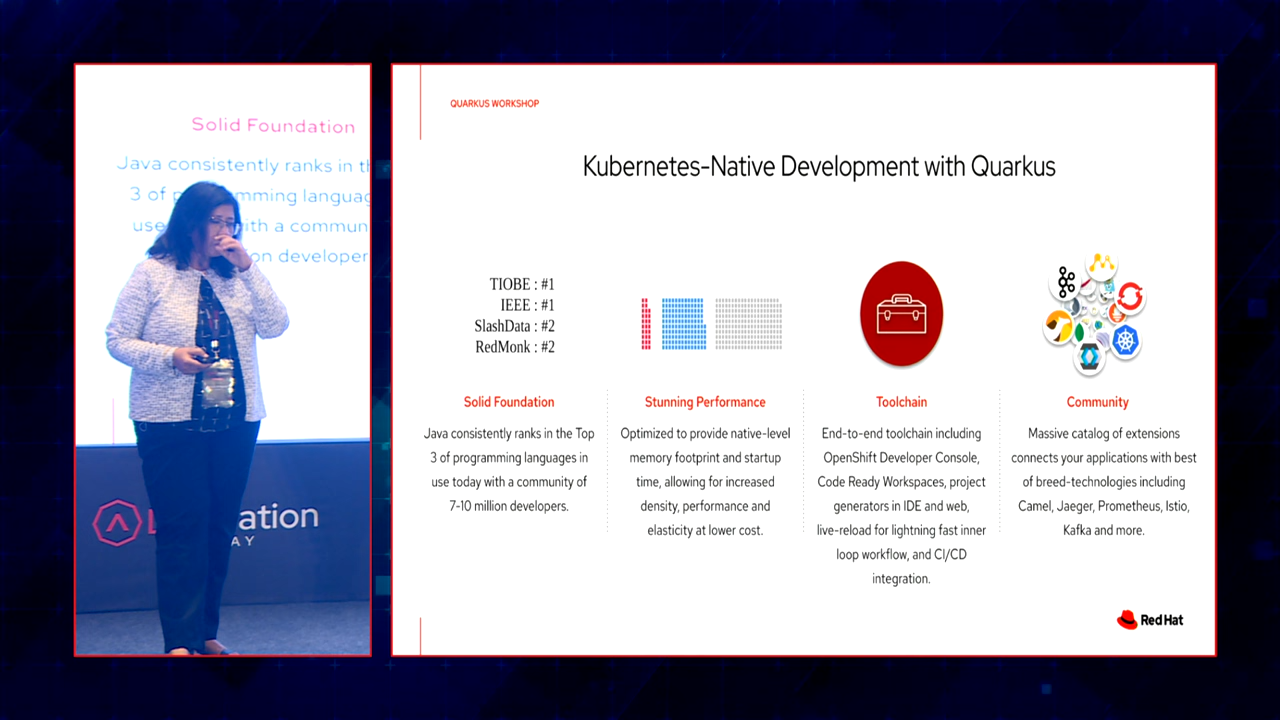 Solid Foundation
Java consistently ranks in
3 of
use
developer
ation
AY
QUARKUS WORKSHOP
Kubernetes-Native Development with Quarkus
TIOBE : #1
IEEE : #1
SlashData : #2
RedMonk : #2
Solid Foundation
Java consistently ranks in the Top
3 of programming languages in
use today with a community of
7-10 million developers.
Stunning Performance
Optimized to provide native-level
memory footprint and startup
time, allowing for increased
density, performance and
elasticity at lower cost.
Toolchain
End-to-end toolchain including
OpenShift Developer Console,
Code Ready Workspaces, project
generators in IDE and web,
live-reload for lightning fast inner
loop workflow, and CI/CD
integration.
Community
Massive catalog of extensions
connects your applications with best
of breed-technologies including
Camel, Jaeger, Prometheus, Istio,
Kafka and more.
Red Hat